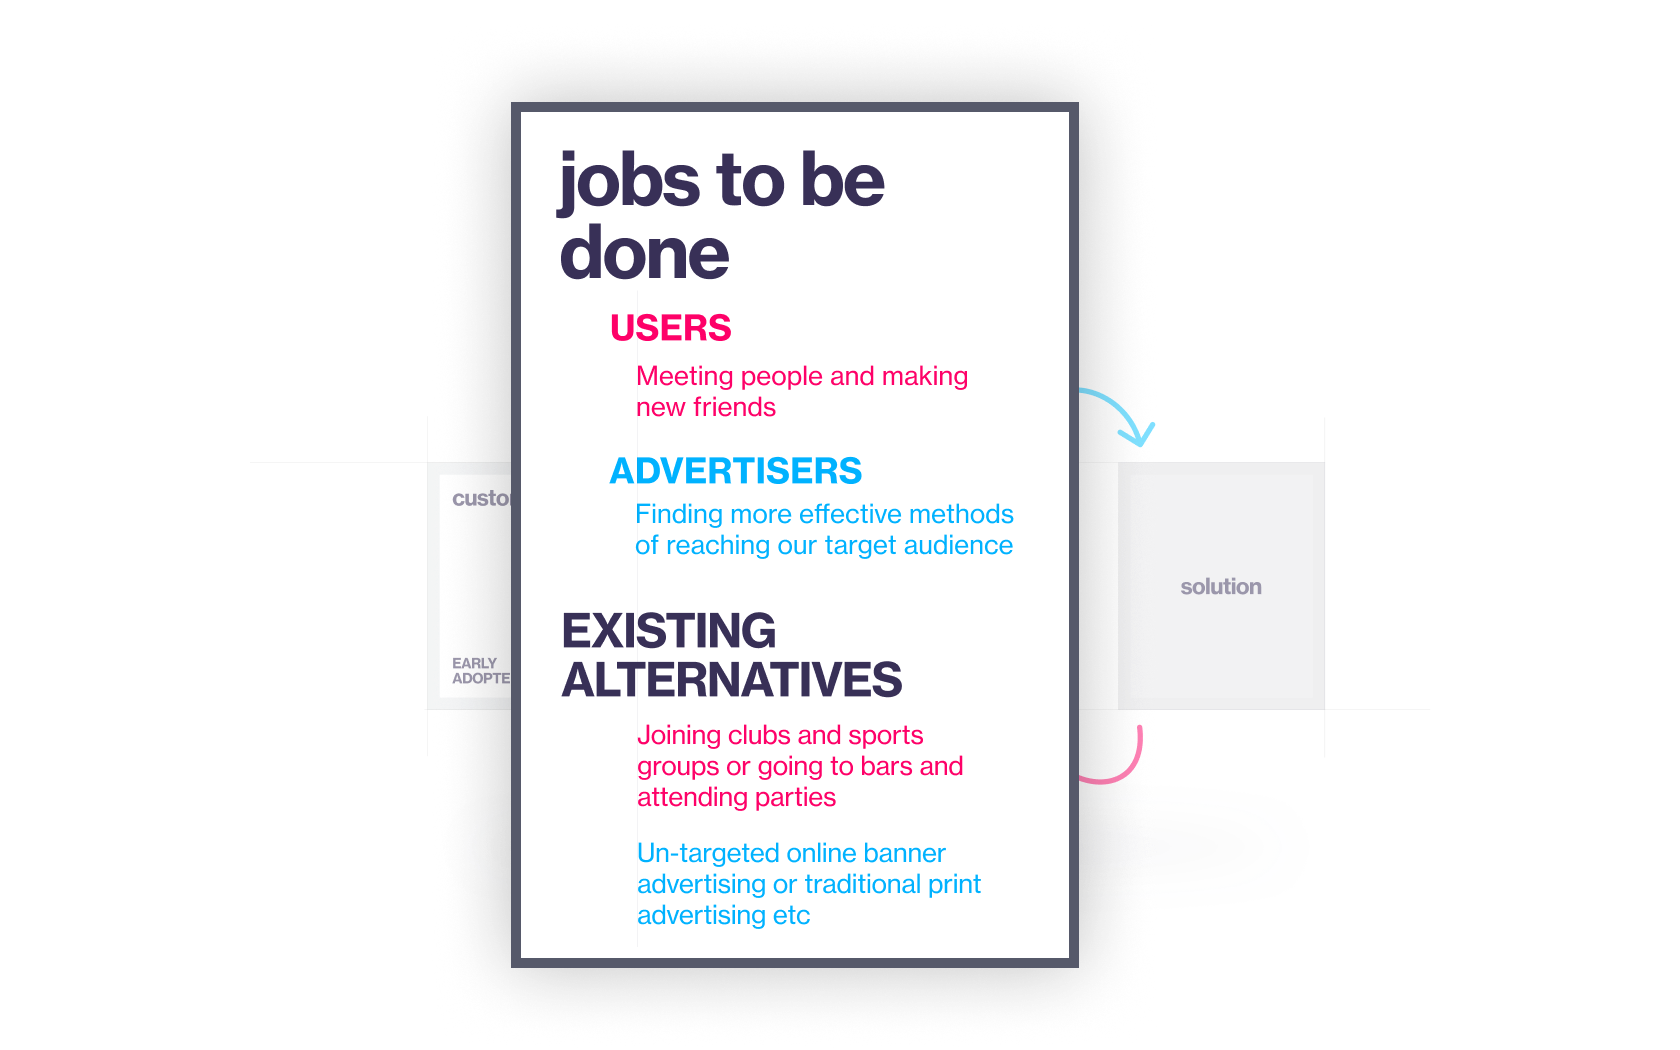 jobs to be
done
USERS
Meeting people and making
new friends
ADVERTISERS
Finding more effective methods
of reaching our target audience
EXISTING
ALTERNATIVES
Joining clubs and sports
groups or going to bars and
attending parties
Un-targeted online banner
advertising or traditional print
advertising etc
custo
EARLY
ADOPTE
solution